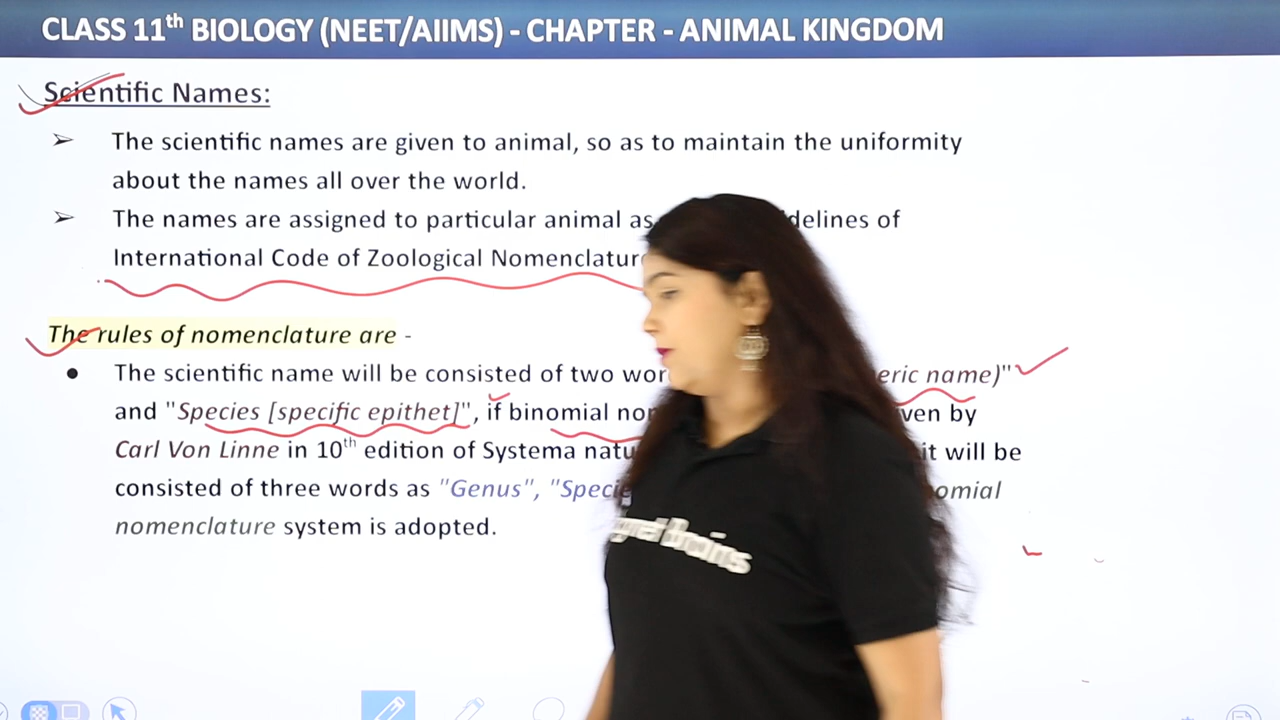 CLASS 11th BIOLOGY (NEET/AIIMS) - CHAPTER - ANIMAL KINGDOM
Scientific Names:
➢ The scientific names are given to animal, so as to maintain the uniformity
about the names all over the world.
➢ The names are assigned to particular animal as delines of
International Code of Zoological Nomenclature
The rules of nomenclature are -
● The scientific name will be consisted of two wor eric name)"
and "Species [specific epithet]", if binomial no ven by
Carl Von Linne in 10th edition of Systema natu it will be
consisted of three words as "Genus", "Specie omial
nomenclature system is adopted.
Brains